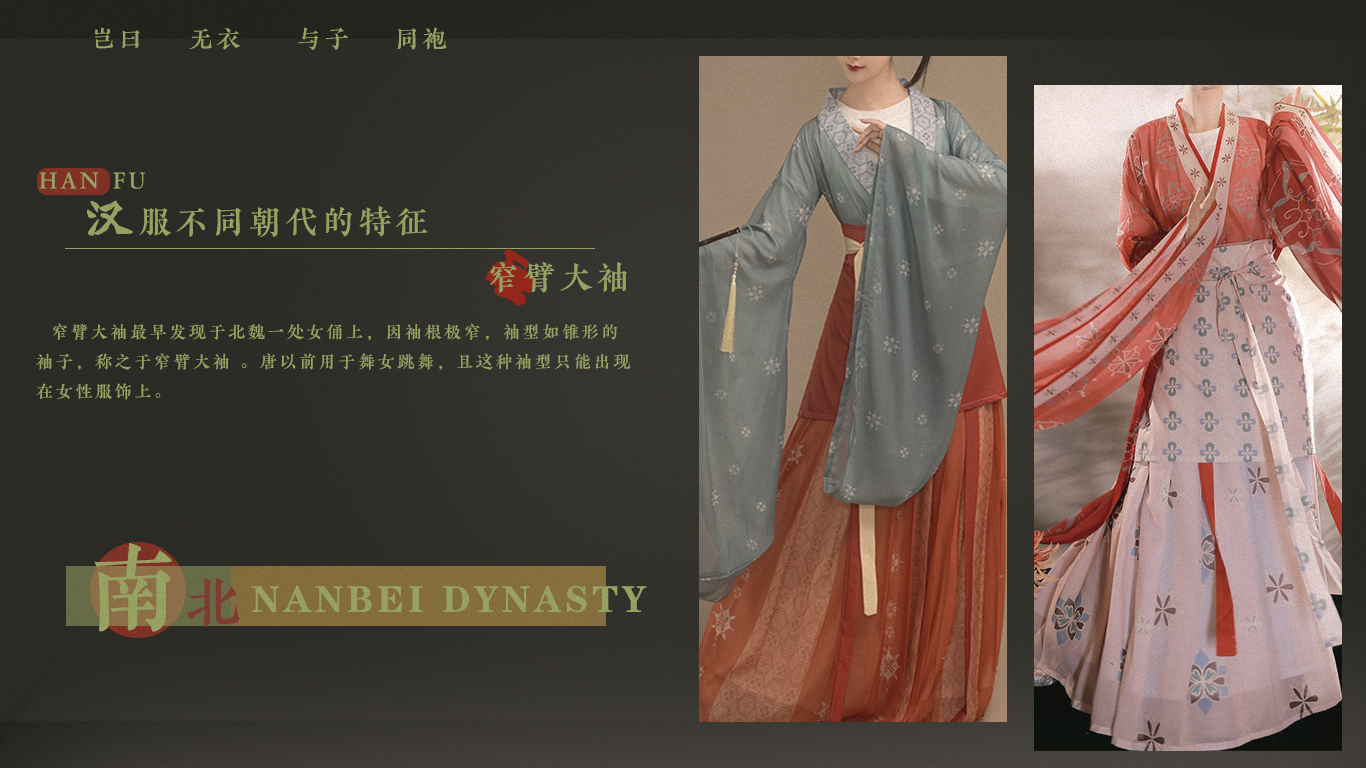 岂曰 无衣 与子 同袍
HAN FU
汉服不同朝代的特征
窄臂大袖
窄臂大袖最早发现于北魏一处女俑上，因袖根极窄，袖型如锥形的
袖子，称之于窄臂大袖 。唐以前用于舞女跳舞，且这种袖型只能出现
在女性服饰上。
南北 NANBEI DYNASTY